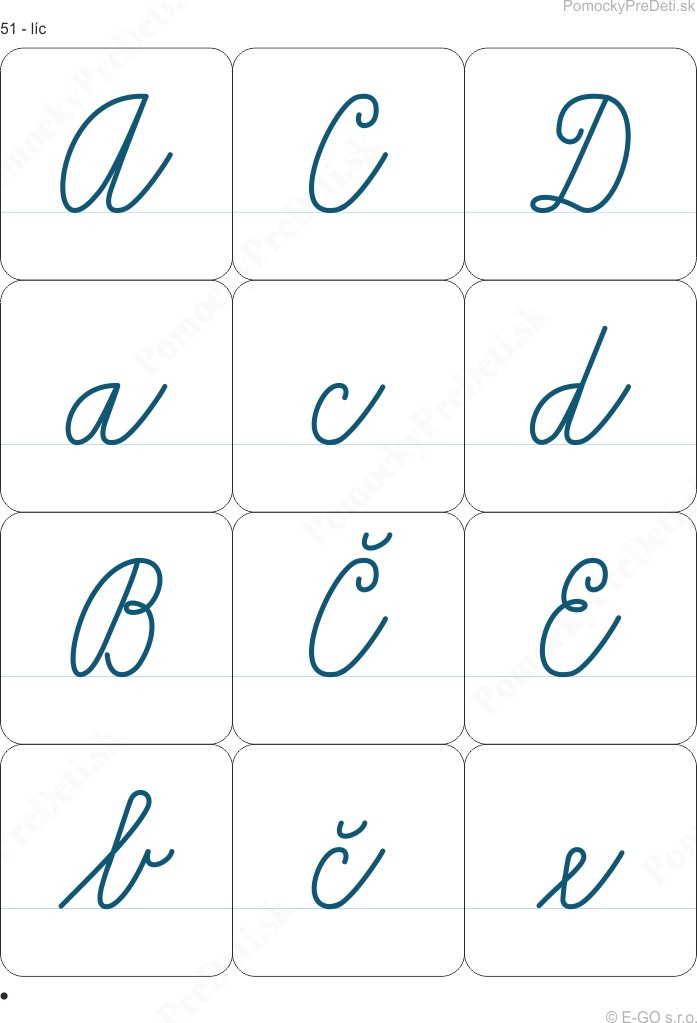 PomockyPreDeti.sk
51 - líc
A C D
a c d
B Č E
b č e
© E-GO s.r.o.